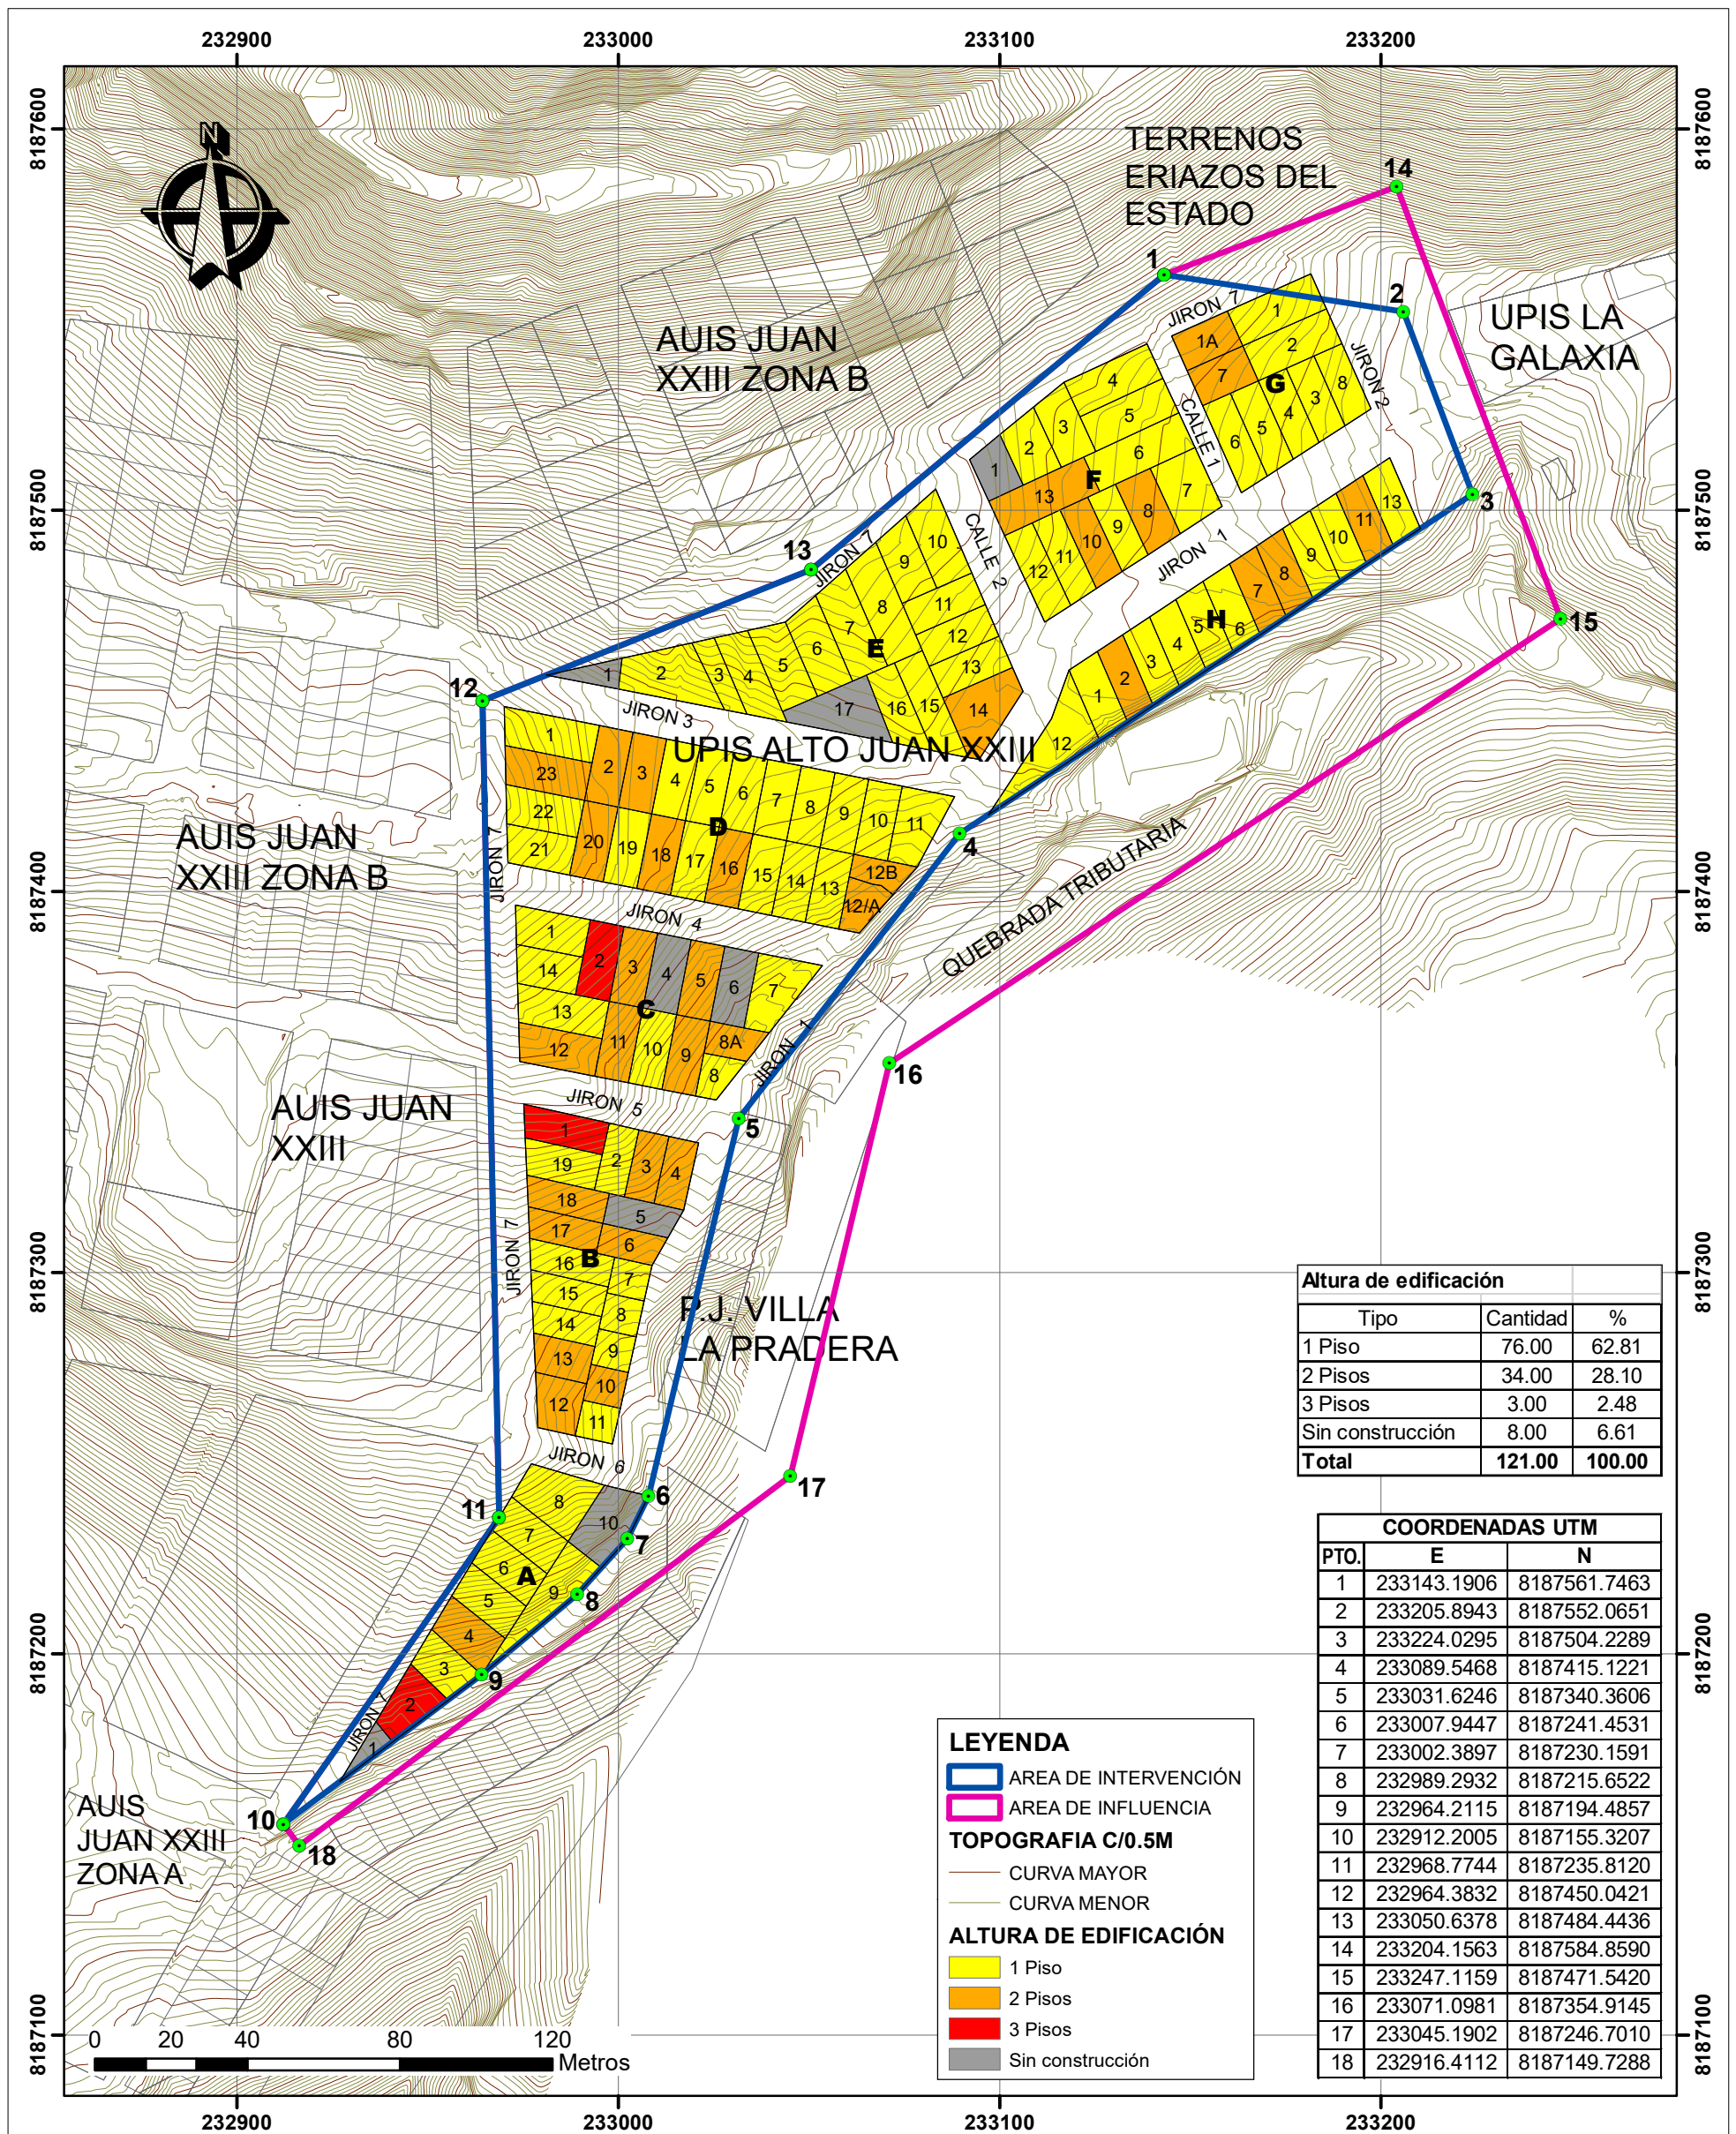 232900 233000 233100 233200
8187600 8187600
N
TERRENOS
ERIAZOS DEL
ESTADO
14
1
2
JIRON 7
UPIS LA
GALAXIA
AUIS JUAN
XXIII ZONA B
1
1A
2
7
G
8
3
4
5
6
JIRON 2
CALLE 1
4
3
5
2
6
1
F
13
7
8
9
10
11
12
8187500 8187500
3
13
JIRON 7
CALLE 2
JIRON 1
13
11
10
9
8
7
H
6
5
4
3
2
1
12
15
10
9
8
11
7
12
6
E
13
5
4
3
2
1
14
15
16
17
12
JIRON 3
UPIS ALTO JUAN XXIII
1
2
3
4
5
6
7
8
9
10
11
23
22
21
20
19
18
17
16
15
14
13
12B
12/A
D
4
AUIS JUAN
XXIII ZONA B
JIRON 7
8187400 8187400
JIRON 4
QUEBRADA TRIBUTARIA
1
2
3
4
5
6
7
14
13
C
12
11
10
9
8A
8
JIRON 1
16
AUIS JUAN
XXIII
JIRON 5
5
1
2
3
4
19
18
5
17
6
16
B
7
15
8
14
9
13
10
12
11
JIRON 7
8187300 8187300
P.J. VILLA
LA PRADERA
Altura de edificación
Tipo Cantidad %
1 Piso 76.00 62.81
2 Pisos 34.00 28.10
3 Pisos 3.00 2.48
Sin construcción 8.00 6.61
Total 121.00 100.00
JIRON 6
17
6
11
7
8
10
7
6
A
9
8
5
4
3
9
2
1
JIRON 7
8187200 8187200
COORDENADAS UTM
PTO. E N
1 233143.1906 8187561.7463
2 233205.8943 8187552.0651
3 233224.0295 8187504.2289
4 233089.5468 8187415.1221
5 233031.6246 8187340.3606
6 233007.9447 8187241.4531
7 233002.3897 8187230.1591
8 232989.2932 8187215.6522
9 232964.2115 8187194.4857
10 232912.2005 8187155.3207
11 232968.7744 8187235.8120
12 232964.3832 8187450.0421
13 233050.6378 8187484.4436
14 233204.1563 8187584.8590
15 233247.1159 8187471.5420
16 233071.0981 8187354.9145
17 233045.1902 8187246.7010
18 232916.4112 8187149.7288
AUIS
JUAN XXIII
ZONA A
10
18
LEYENDA
AREA DE INTERVENCIÓN
AREA DE INFLUENCIA
TOPOGRAFIA C/0.5M
CURVA MAYOR
CURVA MENOR
ALTURA DE EDIFICACIÓN
1 Piso
2 Pisos
3 Pisos
Sin construcción
8187100 8187100
0 20 40 80 120
Metros
232900 233000 233100 233200